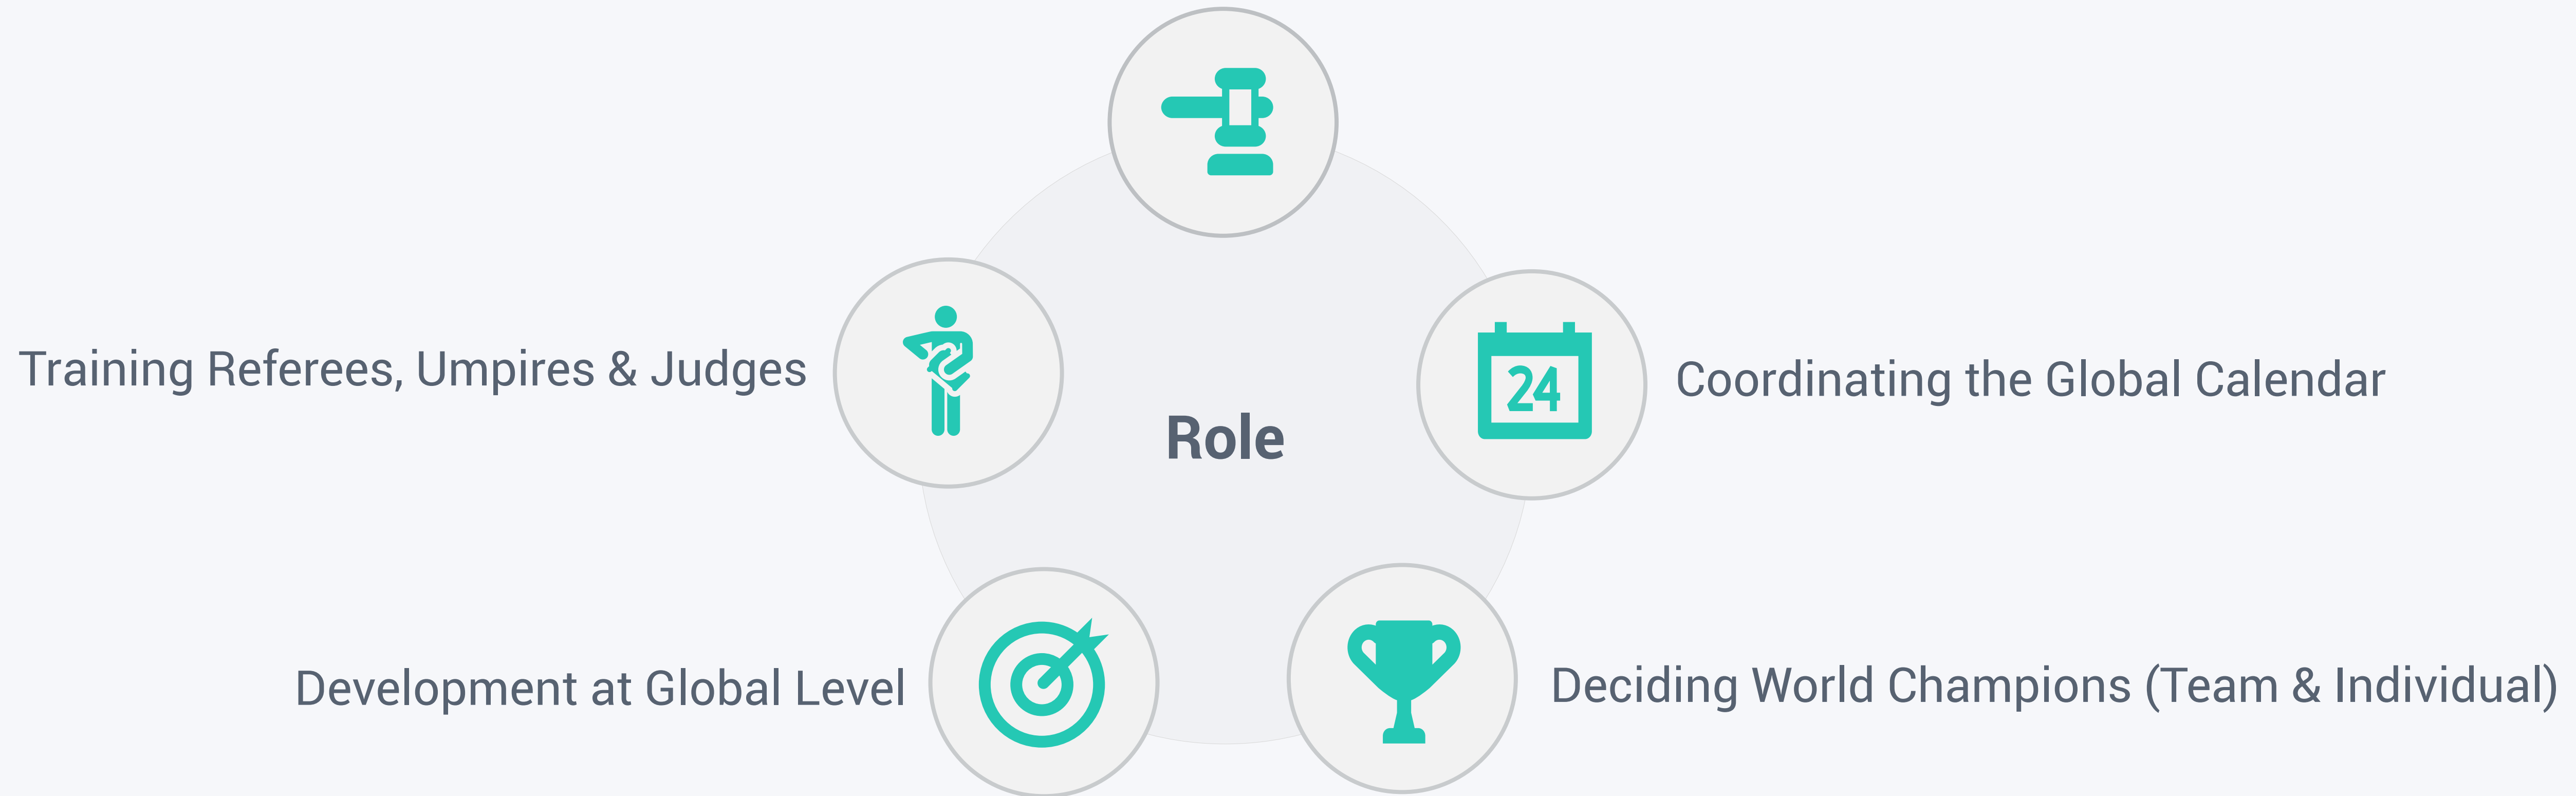 Training Referees, Umpires & Judges
24
Coordinating the Global Calendar
Role
Development at Global Level
Deciding World Champions (Team & Individual)